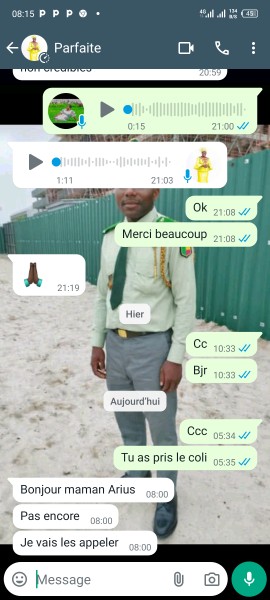 08:15 P P P
4G 134 B/S 45
Parfaite
non crédibles
20:59
0:15 21:00
1:11 21:03
Ok 21:08
Merci beaucoup 21:08
21:19
Hier
Cc 10:33
Bjr 10:33
Aujourd'hui
Ccc 05:34
Tu as pris le coli 05:35
Bonjour maman Arius 08:00
Pas encore 08:00
Je vais les appeler 08:00
Message